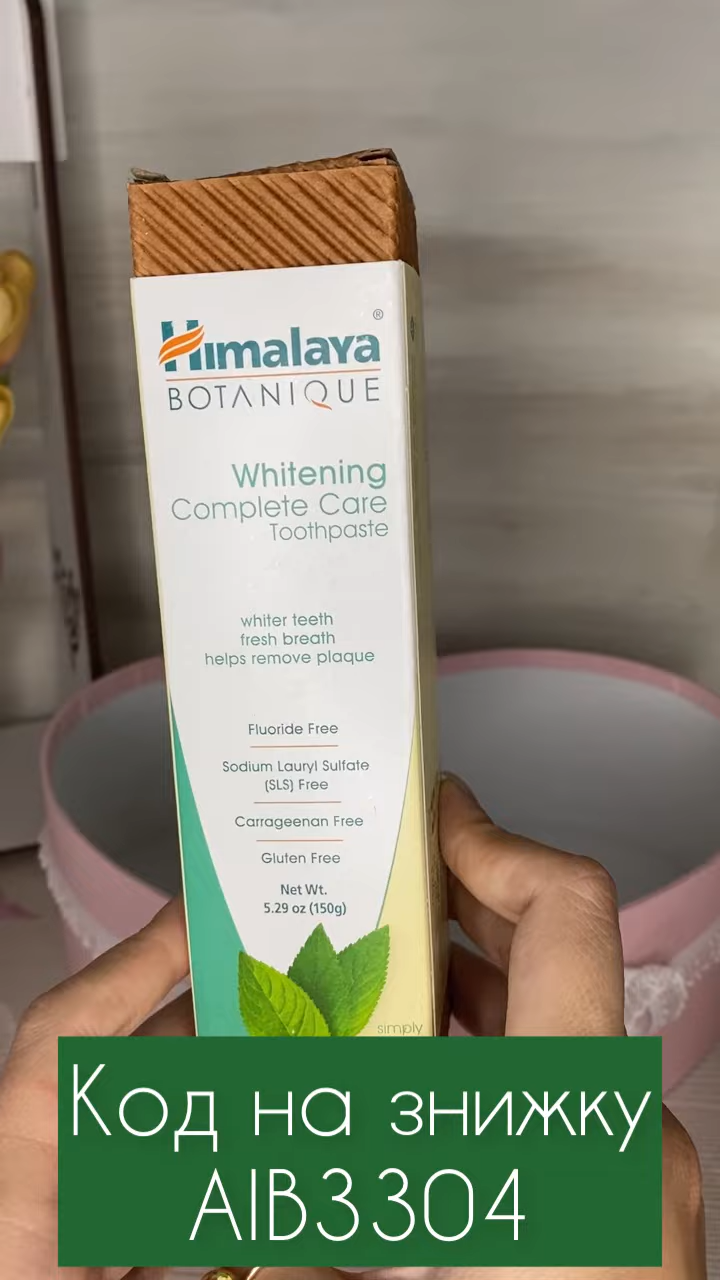 Himalaya®
BOTANIQUE
Whitening
Complete Care
Toothpaste
whiter teeth
fresh breath
helps remove plaque
Fluoride Free
Sodium Lauryl Sulfate
(SLS) Free
Carrageenan Free
Gluten Free
Net Wt.
5.29 oz (150g)
simply
Код на знижку
AIB3304